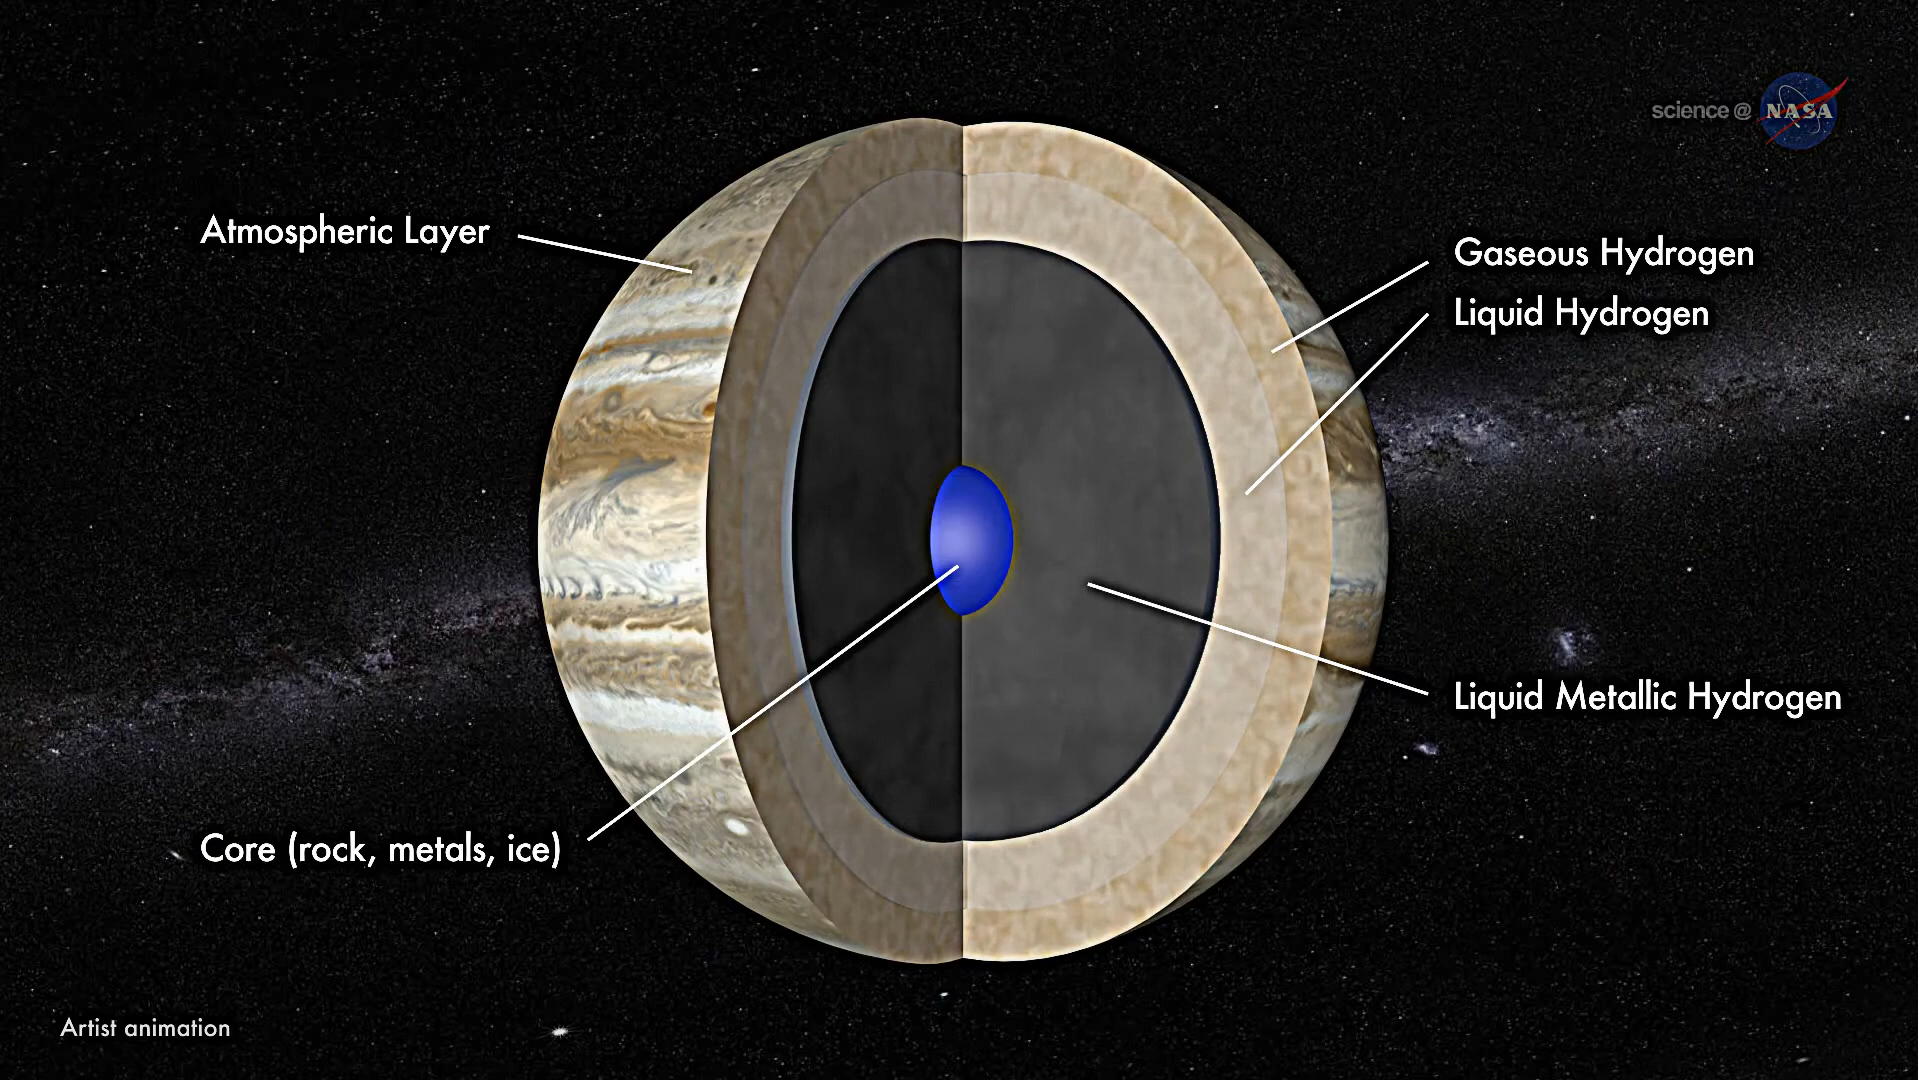 science @ NASA
Atmospheric Layer
Gaseous Hydrogen
Liquid Hydrogen
Liquid Metallic Hydrogen
Core (rock, metals, ice)
Artist animation